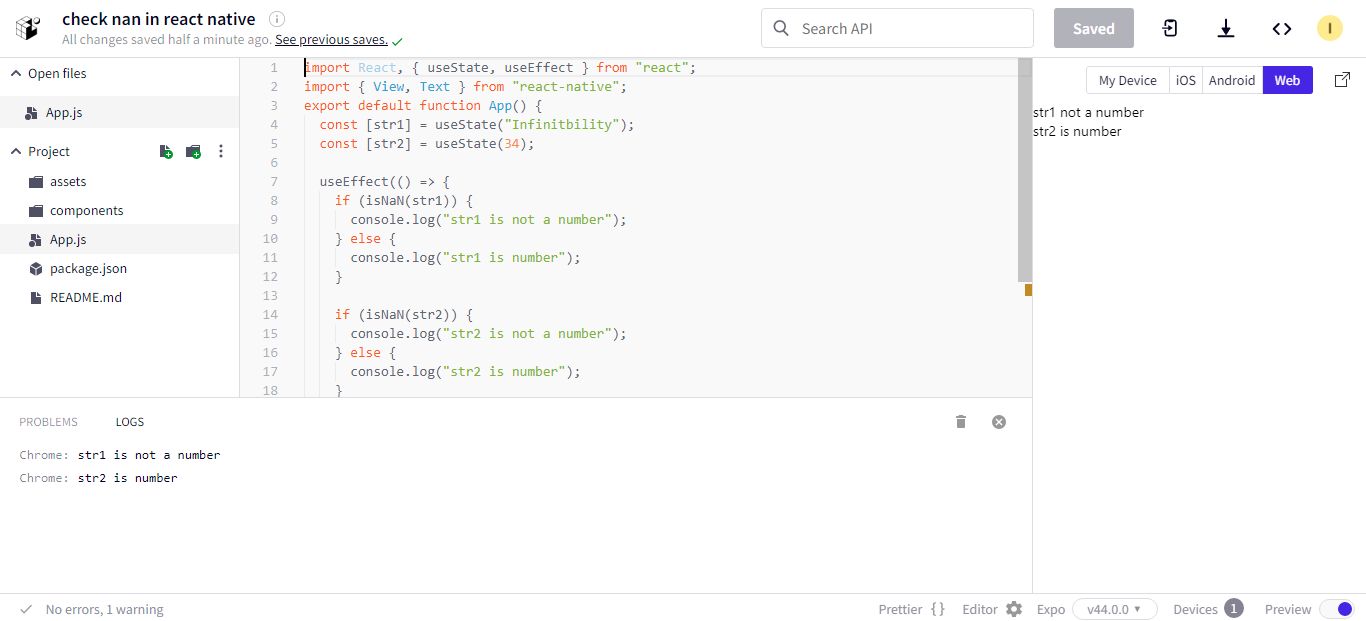 check nan in react native
All changes saved half a minute ago. See previous saves.
Search API
Saved
I
Open files
App.js
Project
assets
components
App.js
package.json
README.md
1 import React, { useState, useEffect } from "react";
2 import { View, Text } from "react-native";
3 export default function App() {
4 const [str1] = useState("Infinitbility");
5 const [str2] = useState(34);
6
7 useEffect(() => {
8 if (isNaN(str1)) {
9 console.log("str1 is not a number");
10 } else {
11 console.log("str1 is number");
12 }
13
14 if (isNaN(str2)) {
15 console.log("str2 is not a number");
16 } else {
17 console.log("str2 is number");
18 }
My Device iOS Android Web
str1 not a number
str2 is number
PROBLEMS LOGS
Chrome: str1 is not a number
Chrome: str2 is number
No errors, 1 warning
Prettier {} Editor Expo v44.0.0 Devices 1 Preview